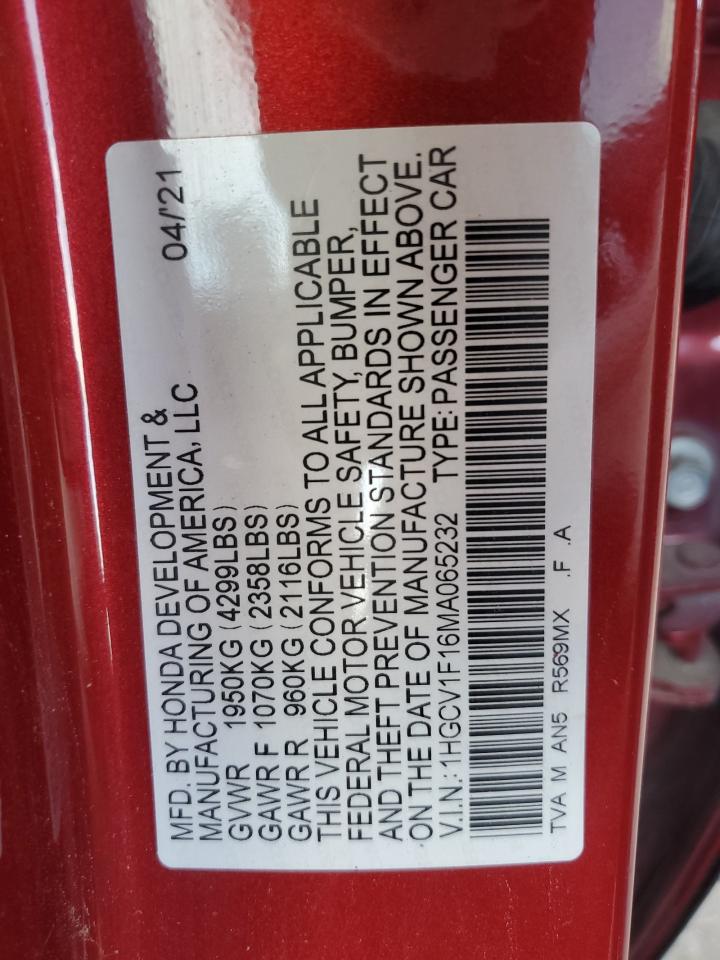 MFD. BY HONDA DEVELOPMENT &
MANUFACTURING OF AMERICA, LLC 04/'21
GVWR 1950KG (4299LBS)
GAWR F 1070KG (2358LBS)
GAWR R 960KG (2116LBS)
THIS VEHICLE CONFORMS TO ALL APPLICABLE
FEDERAL MOTOR VEHICLE SAFETY, BUMPER,
AND THEFT PREVENTION STANDARDS IN EFFECT
ON THE DATE OF MANUFACTURE SHOWN ABOVE.
V.I.N.: 1HGCV1F16MA065232 TYPE: PASSENGER CAR
TVA M AN5 R569MX .F .A